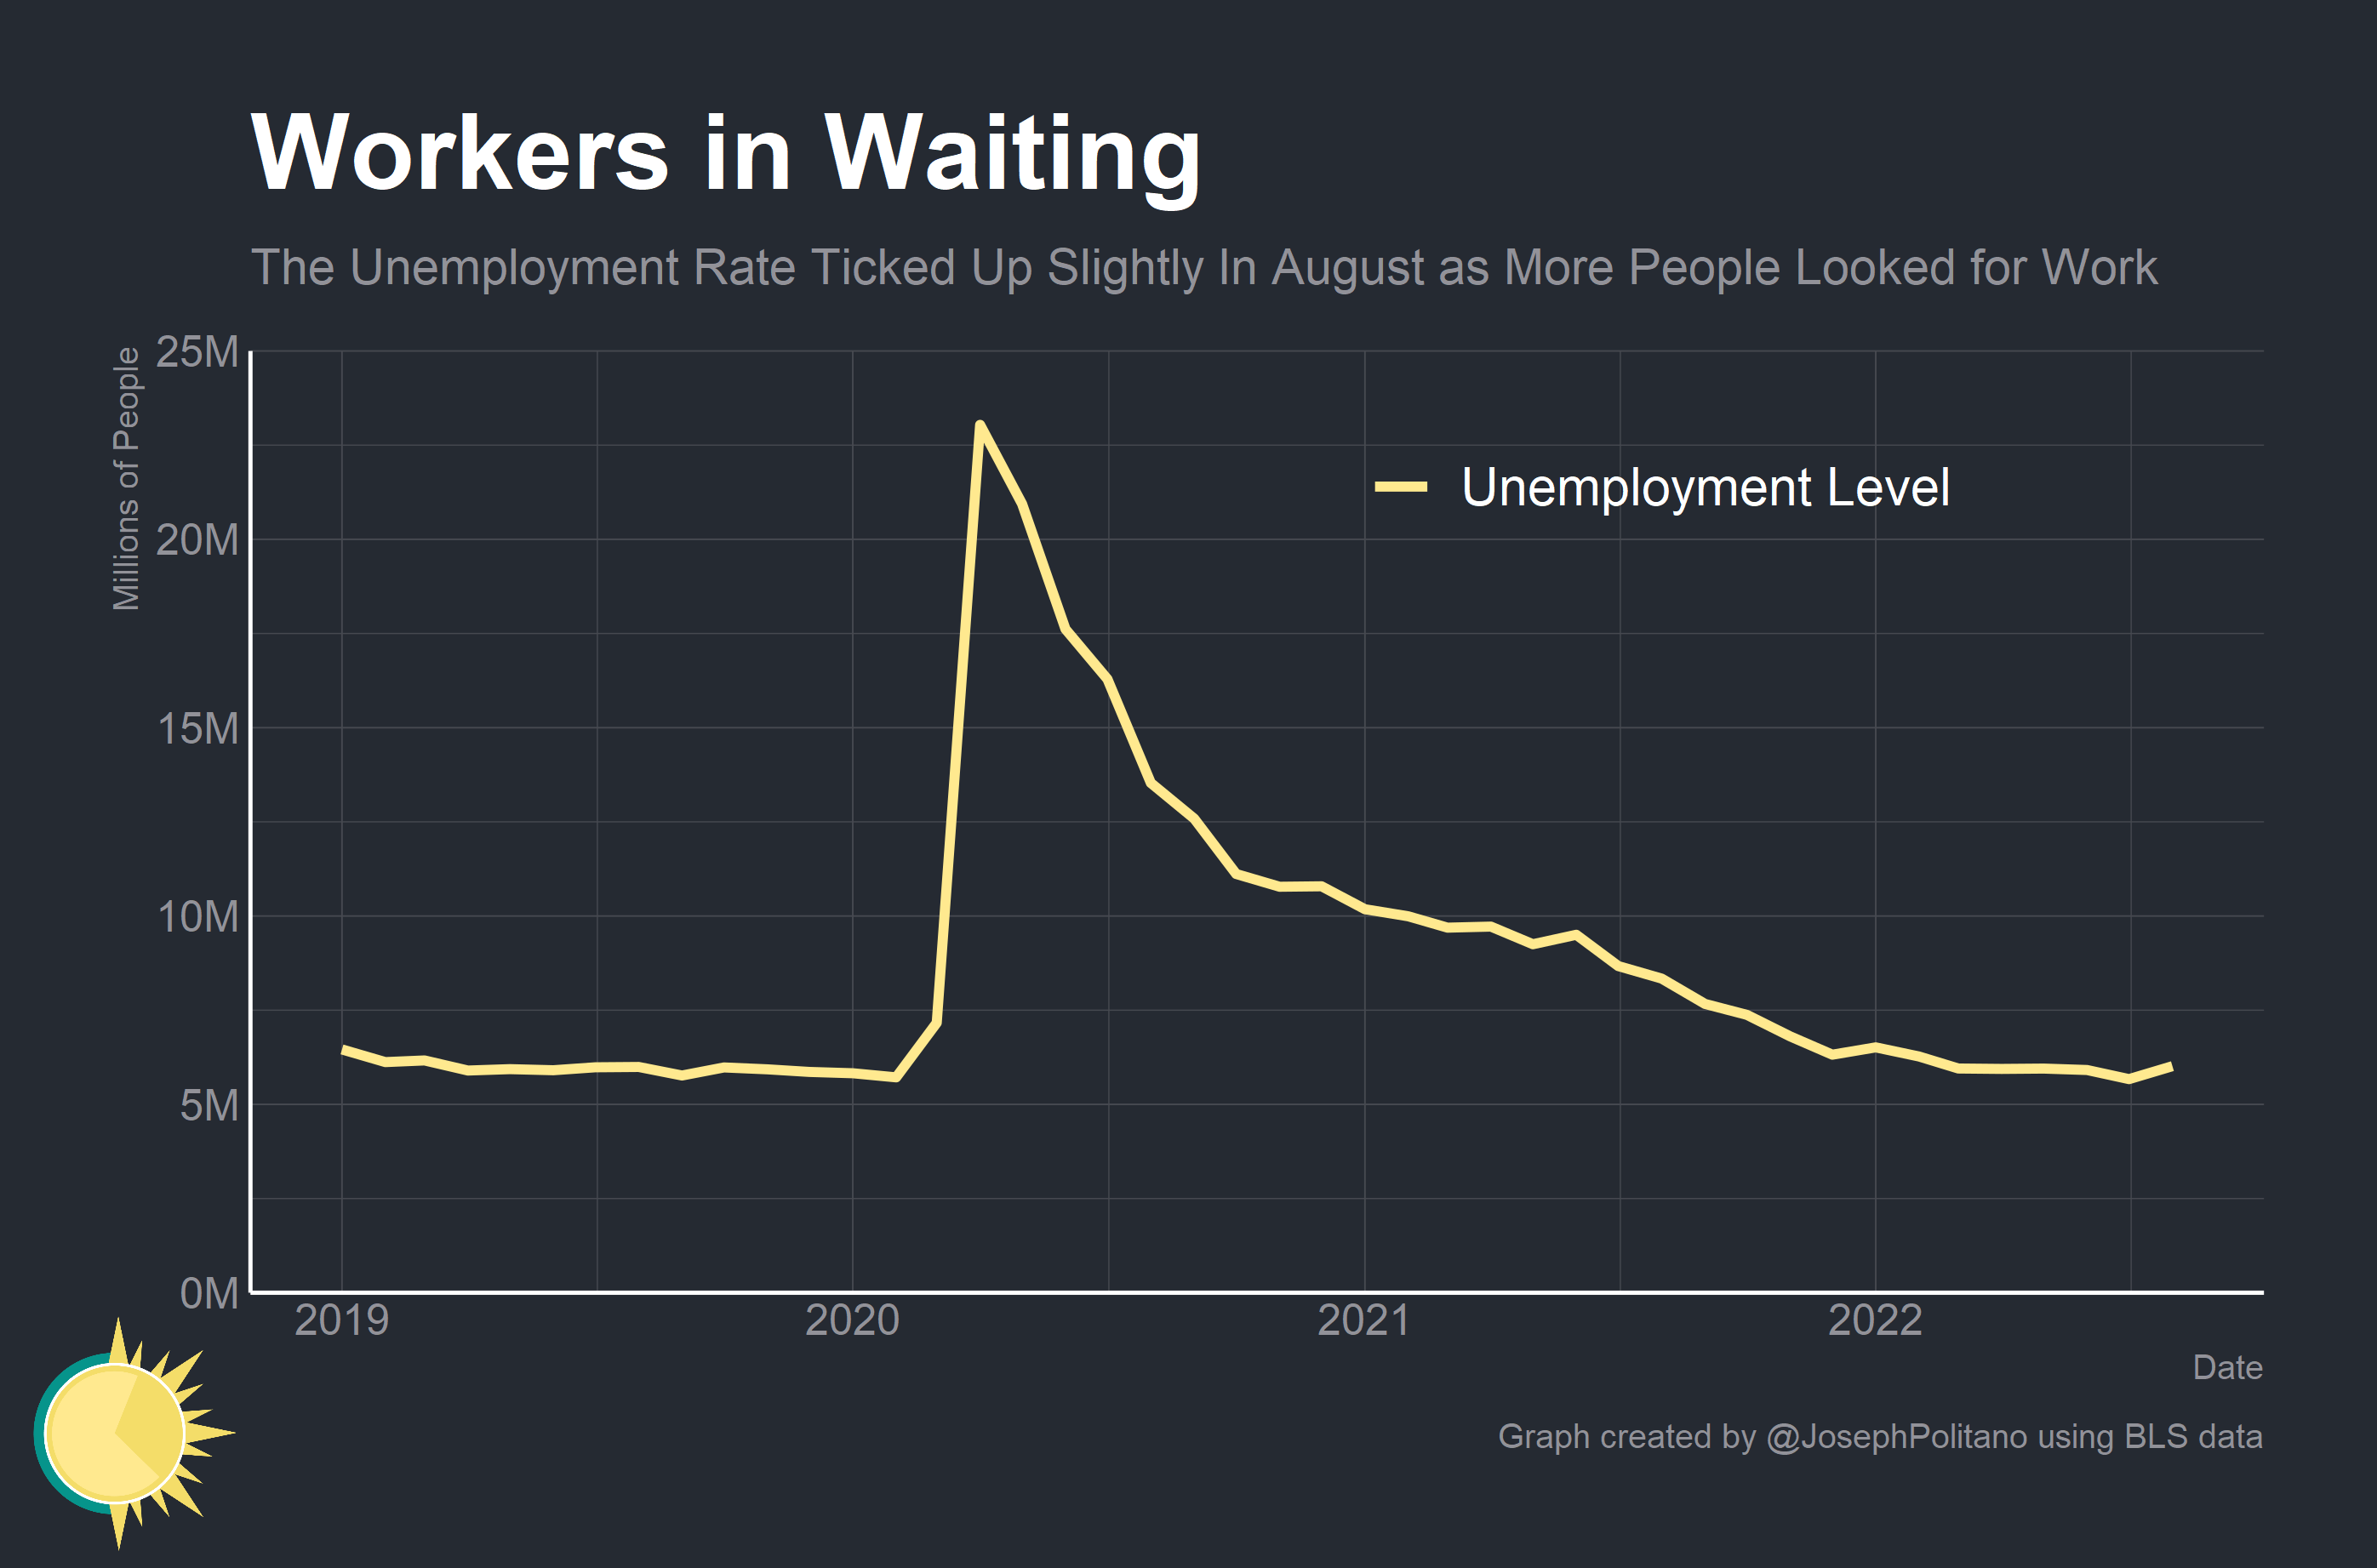 Workers in Waiting
The Unemployment Rate Ticked Up Slightly In August as More People Looked for Work
Millions of People
25M
20M
15M
10M
5M
0M
Unemployment Level
2019
2020
2021
2022
Date
Graph created by @JosephPolitano using BLS data